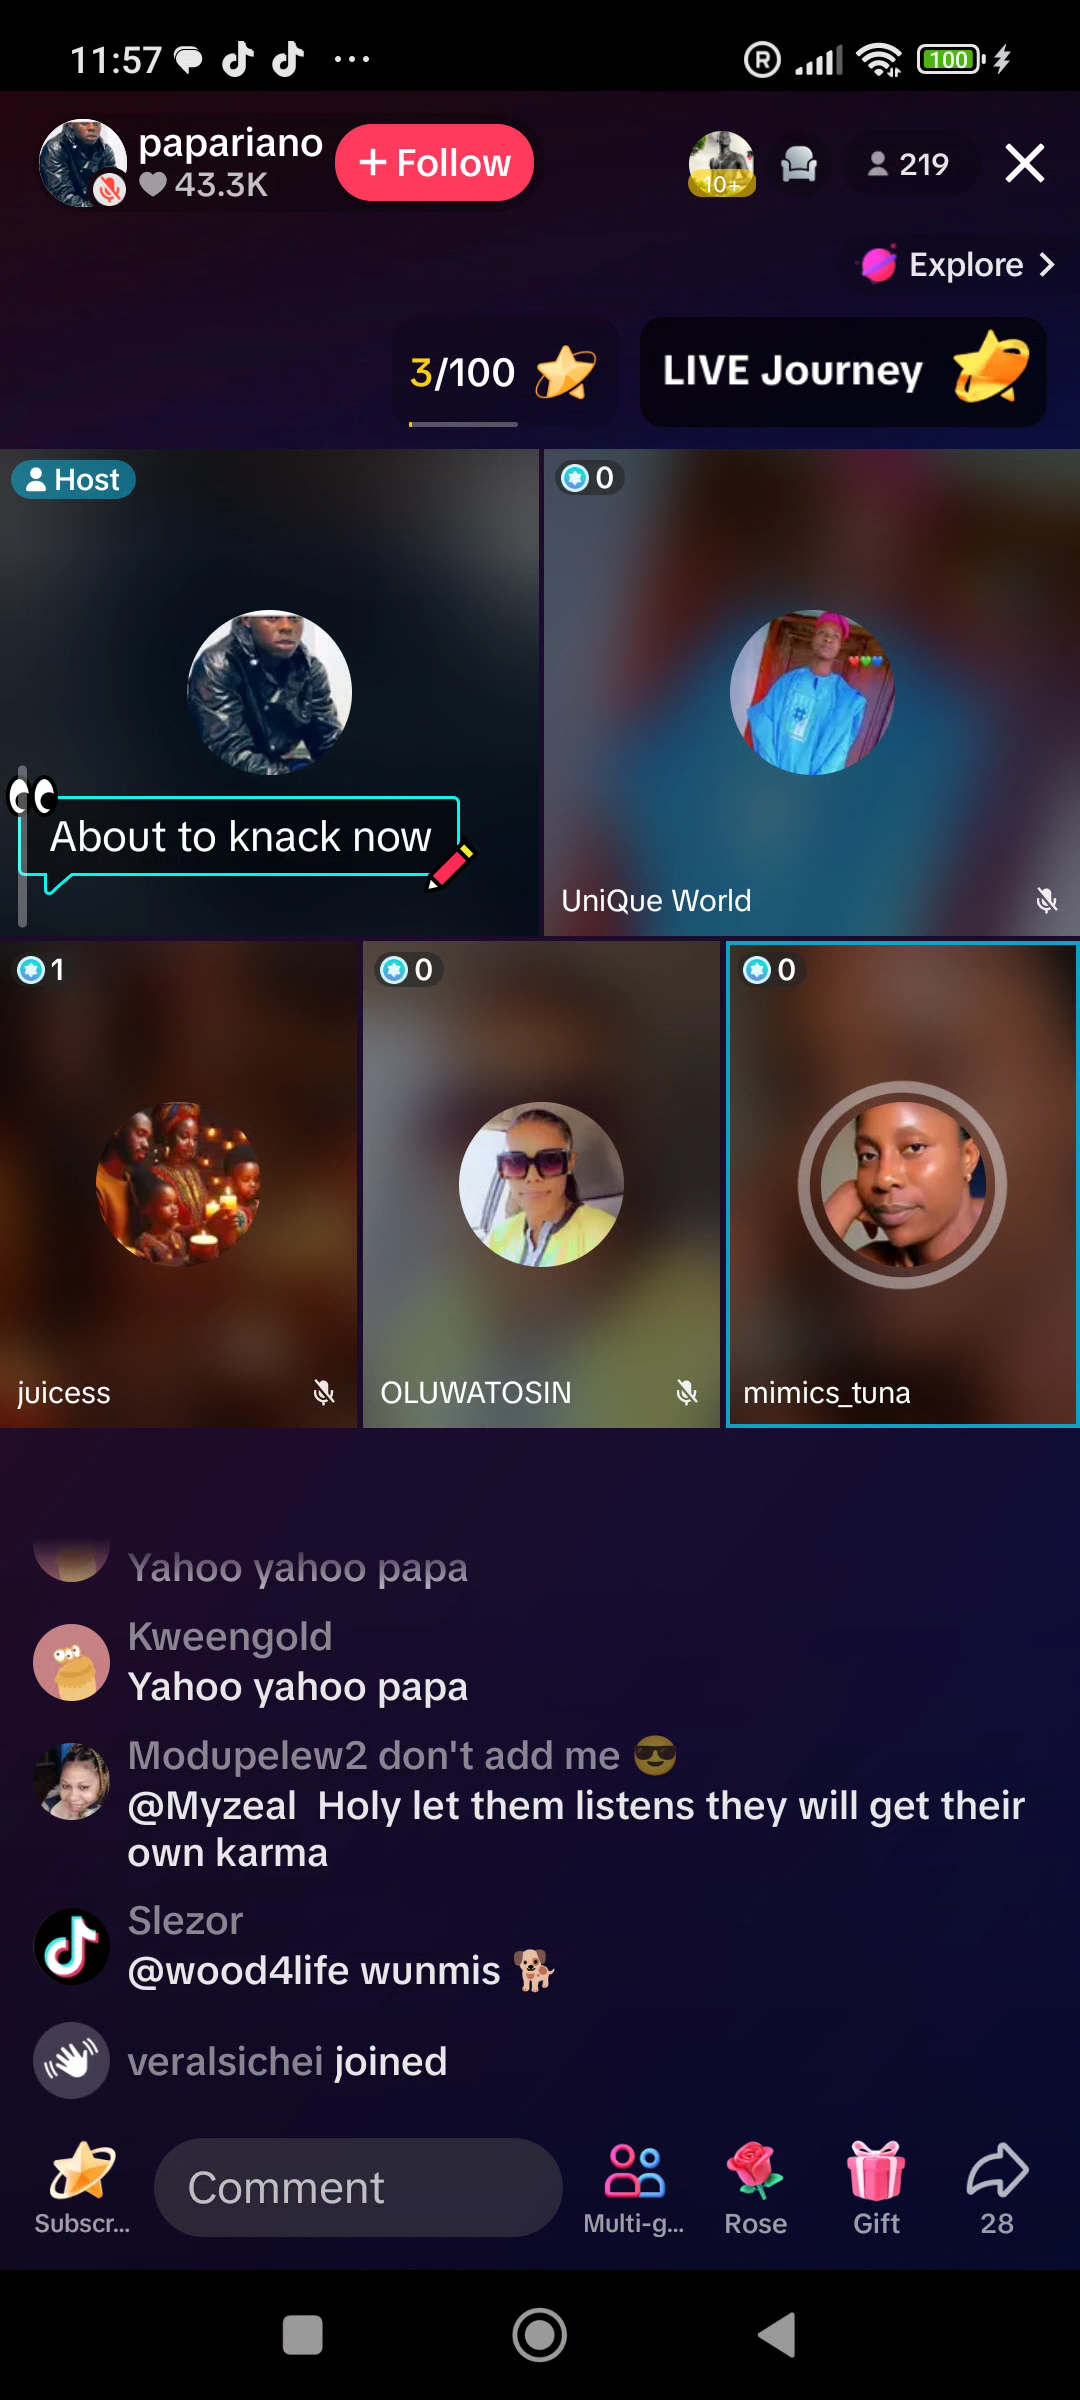 11:57
100
papariano
43.3K
+ Follow
10+
219
Explore
3/100
LIVE Journey
Host
0
About to knack now
UniQue World
1
0
0
juicess
OLUWATOSIN
mimics_tuna
Yahoo yahoo papa
Kweengold
Yahoo yahoo papa
Modupelew2 don't add me 😎
@Myzeal Holy let them listens they will get their
own karma
Slezor
@wood4life wunmis 🐕
veralsichei joined
Subscr...
Comment
Multi-g...
Rose
Gift
28